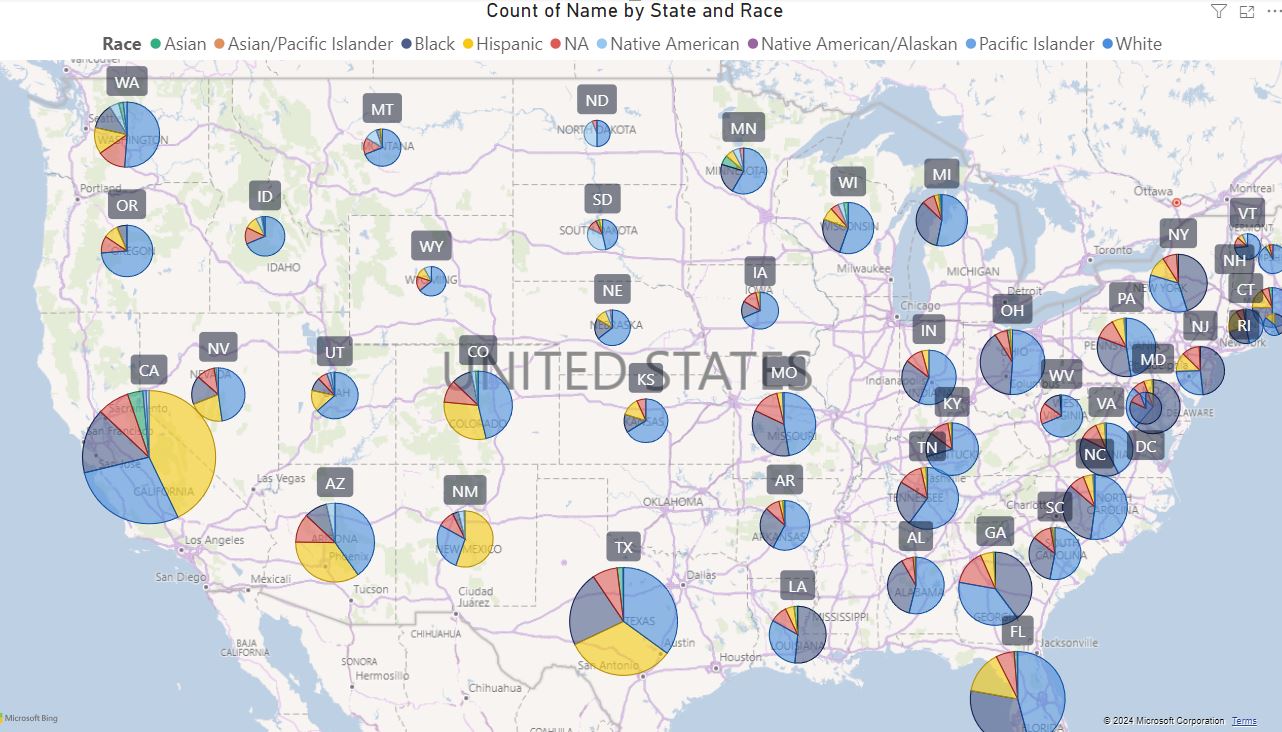 Count of Name by State and Race
Race Asian Asian/Pacific Islander Black Hispanic NA Native American Native American/Alaskan Pacific Islander White
Vancouver
WA
Seattle
WASHINGTON
MT
MONTANA
ND
NORTH DAKOTA
MN
MINNESOTA
Portland
OR
OREGON
ID
IDAHO
SD
SOUTH DAKOTA
WI
WISCONSIN
MI
Ottawa
Montreal
VT
VERMONT
WY
WYOMING
NY
NEW YORK
Toronto
NH
IA
IOWA
Milwaukee
MICHIGAN
Detroit
NE
NEBRASKA
Chicago
CT
PA
PENNSYLVANIA
OH
OHIO
NJ
RI
New York
NV
NEVADA
UT
UTAH
CO
COLORADO
UNITED STATES
IN
Indianapolis
Columbus
MD
CA
Sacramento
San Francisco
San Jose
CALIFORNIA
KS
KANSAS
MO
MISSOURI
WV
WEST
VIRGINIA
KY
VA
DELAWARE
DC
NC
NORTH
CAROLINA
TN
Nashville
TENNESSEE
Las Vegas
AZ
ARIZONA
Phoenix
NM
NEW MEXICO
OKLAHOMA
AR
ARKANSAS
SC
SOUTH
CAROLINA
Los Angeles
San Diego
Mexicali
Tucson
TX
TEXAS
Dallas
AL
ALABAMA
GA
GEORGIA
Ciudad
Juárez
LA
LOUISIANA
MISSISSIPPI
FL
Jacksonville
BAJA
CALIFORNIA
CHIHUAHUA
Austin
San Antonio
Houston
SONORA
Hermosillo
Chihuahua
FLORIDA
Microsoft Bing
© 2024 Microsoft Corporation Terms